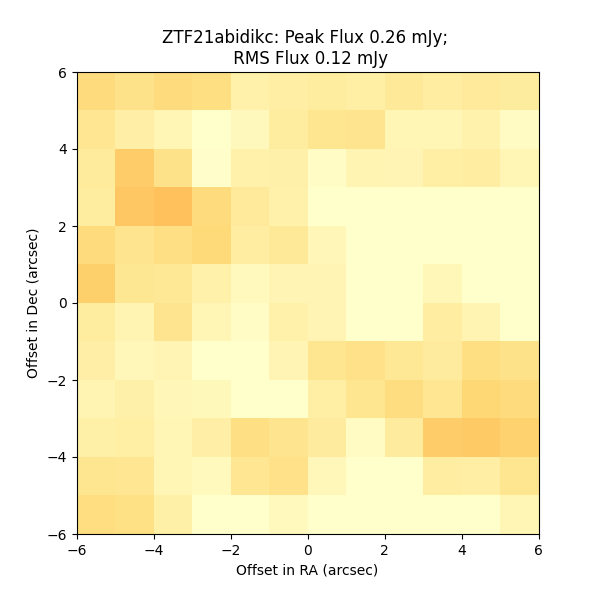 ZTF21abidikc: Peak Flux 0.26 mJy;
RMS Flux 0.12 mJy
6
4
2
0
−2
−4
−6
Offset in Dec (arcsec)
−6 −4 −2 0 2 4 6
Offset in RA (arcsec)